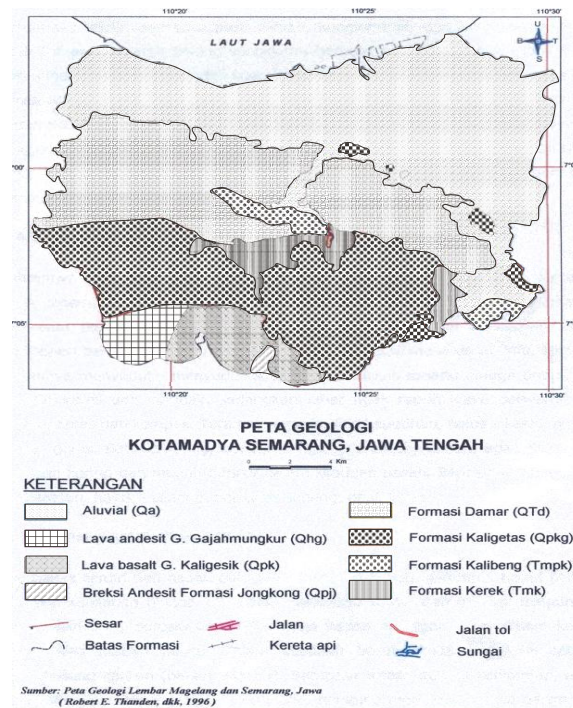 110°20
110°25
110°30
LAUT JAWA
U
B T
S
7°00'
7°
7°05'
7°
110°20
110°25
110°30
PETA GEOLOGI
KOTAMADYA SEMARANG, JAWA TENGAH
0 2 4 Km
KETERANGAN
Aluvial (Qa)
Lava andesit G. Gajahmungkur (Qhg)
Lava basalt G. Kaligesik (Qpk)
Breksi Andesit Formasi Jongkong (Qpj)
Formasi Damar (QTd)
Formasi Kaligetas (Qpkg)
Formasi Kalibeng (Tmpk)
Formasi Kerek (Tmk)
Sesar
Jalan
Jalan tol
Batas Formasi
Kereta api
Sungai
Sumber: Peta Geologi Lembar Magelang dan Semarang, Jawa
( Robert E. Thanden, dkk, 1996 )